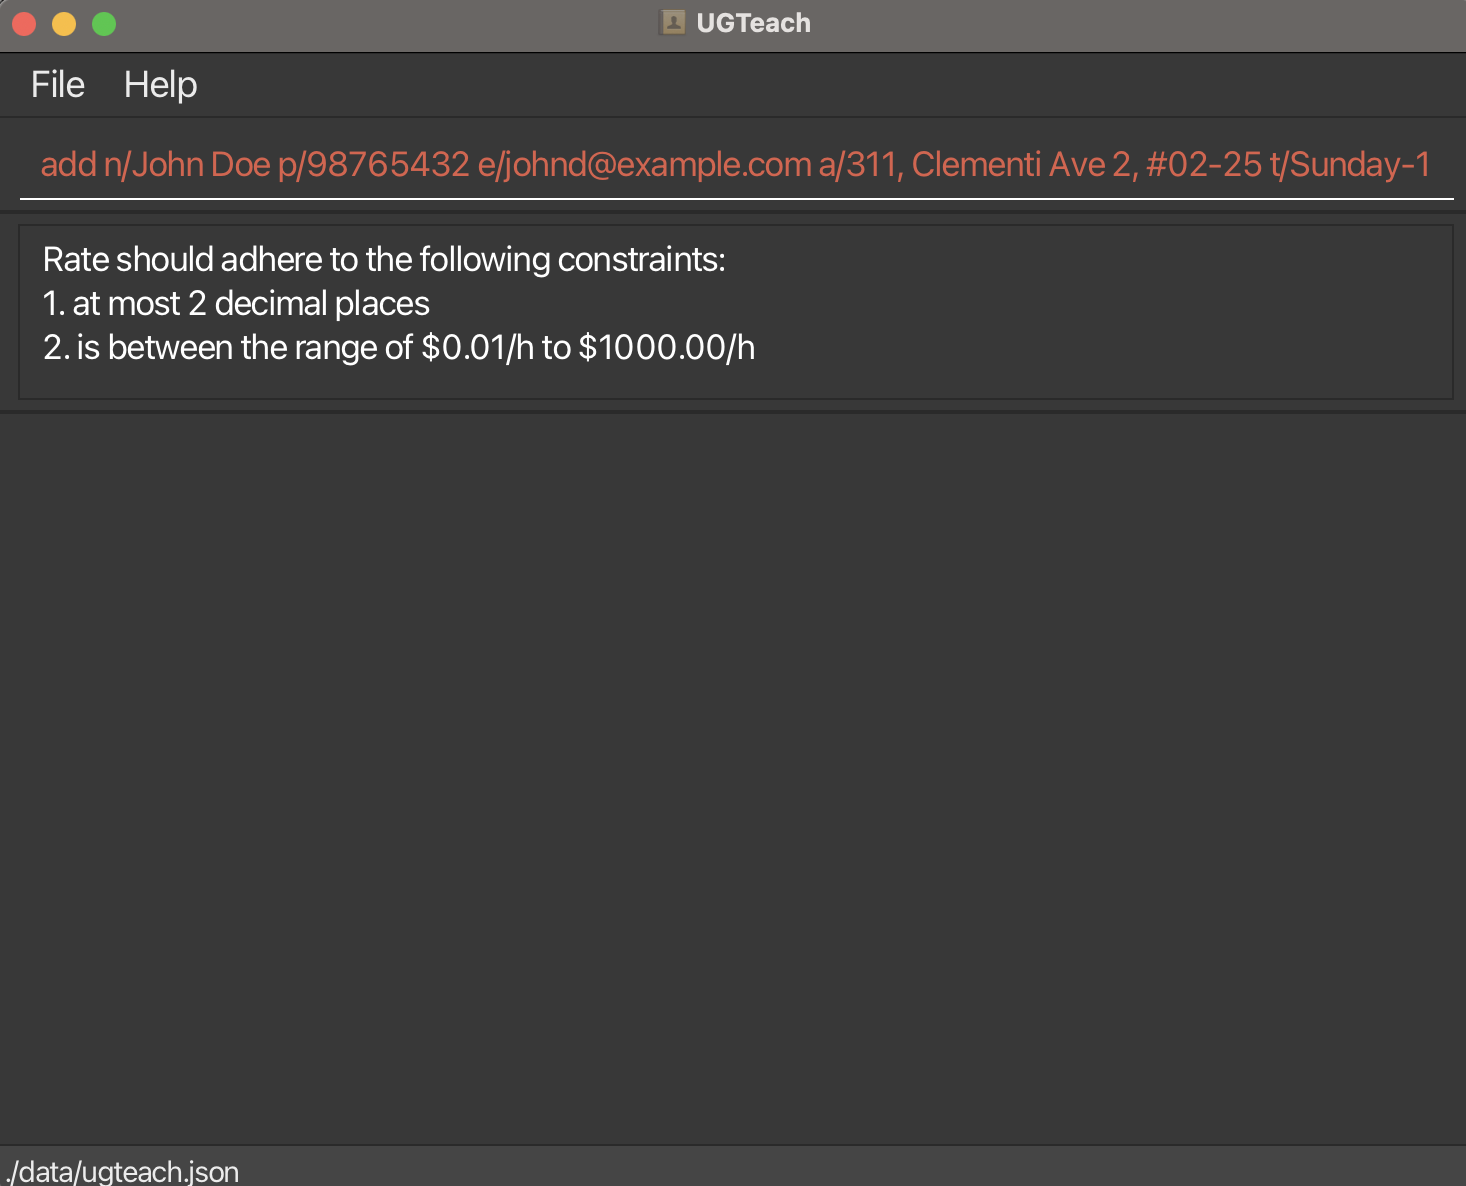 UGTeach
File Help
add n/John Doe p/98765432 e/johnd@example.com a/311, Clementi Ave 2, #02-25 t/Sunday-1
Rate should adhere to the following constraints:
1. at most 2 decimal places
2. is between the range of $0.01/h to $1000.00/h
./data/ugteach.json